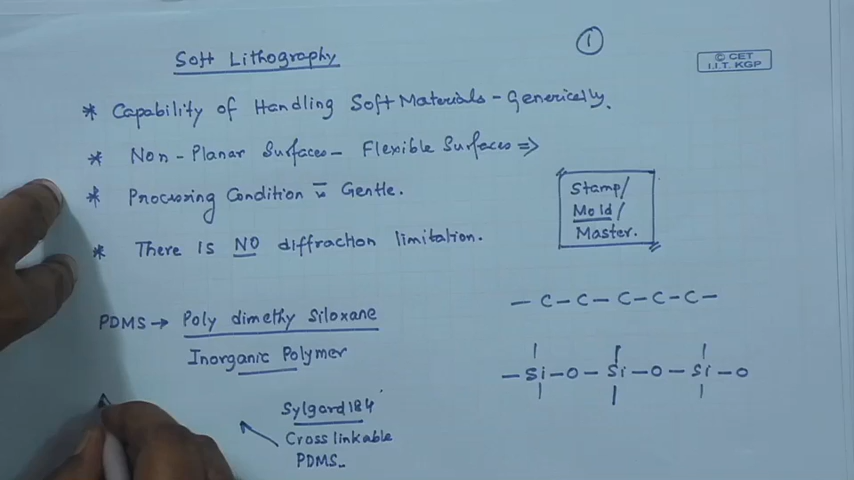 Soft Lithography
1
© CET
I.I.T. KGP
* Capability of Handling Soft Materials - Generically.
* Non-Planar Surfaces - Flexible Surfaces ⇒
* Processing Condition is Gentle.
* There is NO diffraction limitation.
Stamp/
Mold/
Master.
PDMS → Poly dimethy Siloxane
Inorganic Polymer
- C - C - C - C - C -
- Si - O - Si - O - Si - O
Sylgard 184
Cross linkable
PDMS